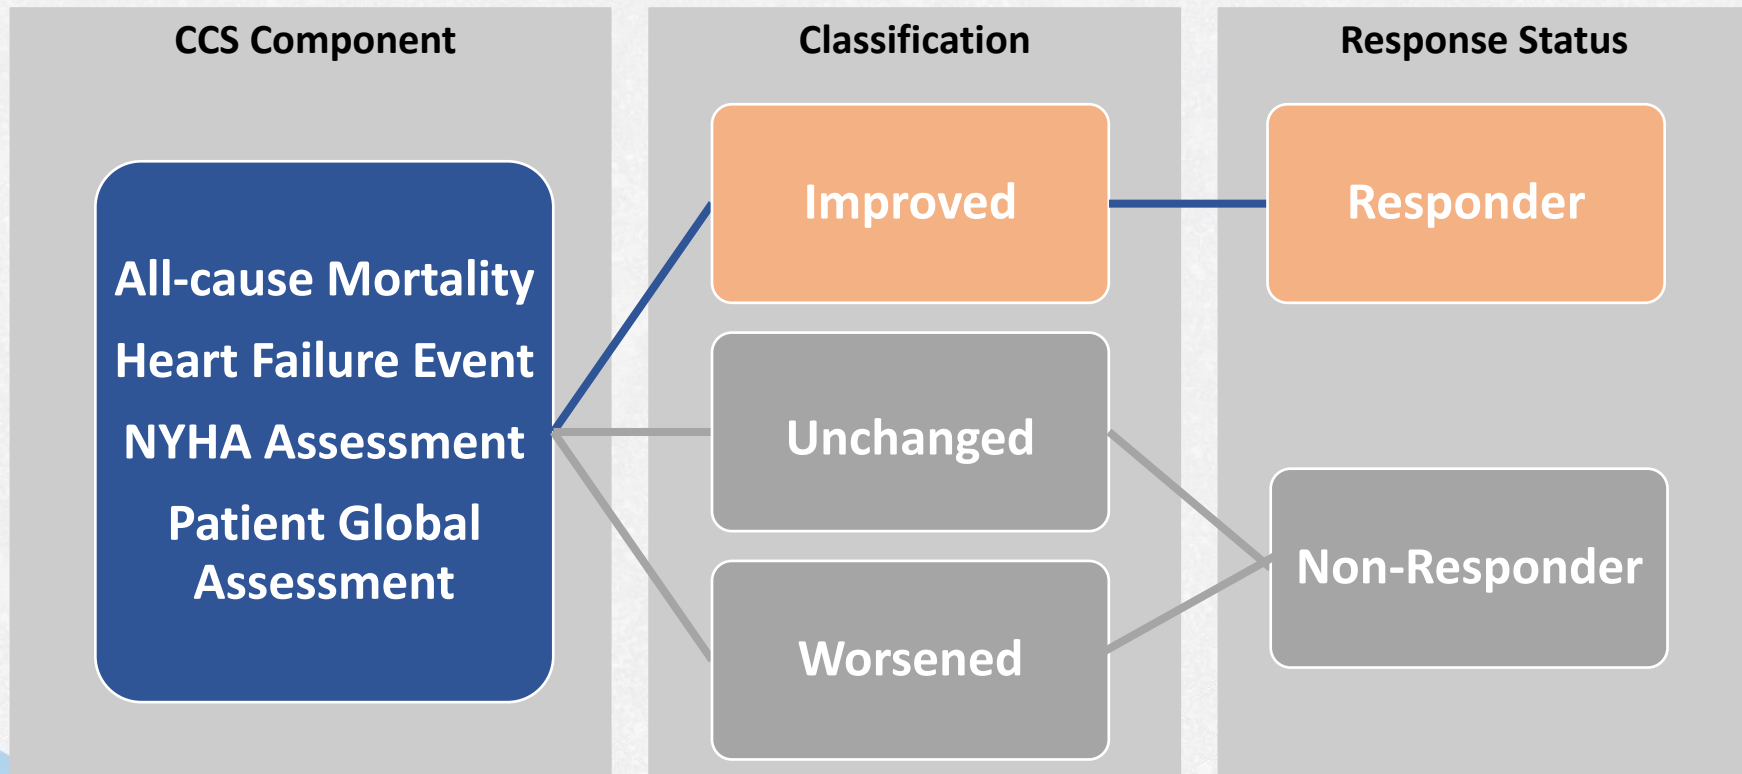 CCS Component
All-cause Mortality
Heart Failure Event
NYHA Assessment
Patient Global
Assessment
Classification
Improved
Unchanged
Worsened
Response Status
Responder
Non-Responder